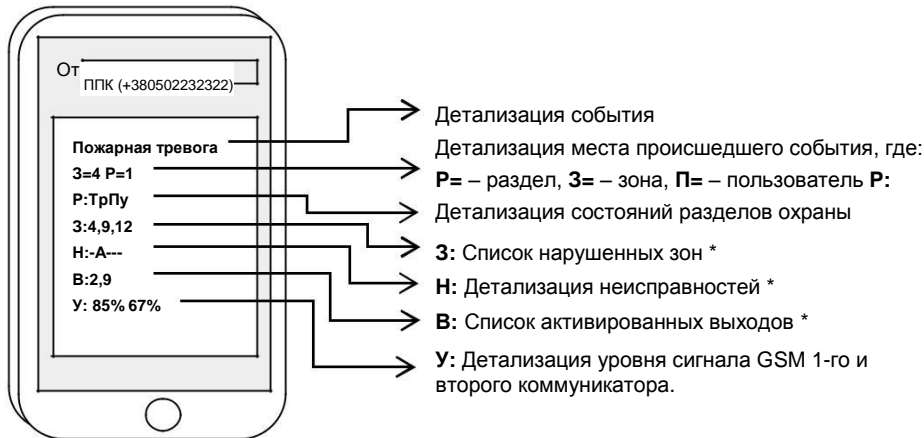 От
ППК (+380502232322)
Пожарная тревога
З=4 Р=1
Р:ТрПу
З:4,9,12
Н:-А---
В:2,9
У: 85% 67%
Детализация события
Детализация места происшедшего события, где:
Р= – раздел, З= – зона, П= – пользователь Р:
Детализация состояний разделов охраны
З: Список нарушенных зон *
Н: Детализация неисправностей *
В: Список активированных выходов *
У: Детализация уровня сигнала GSM 1-го и
второго коммуникатора.